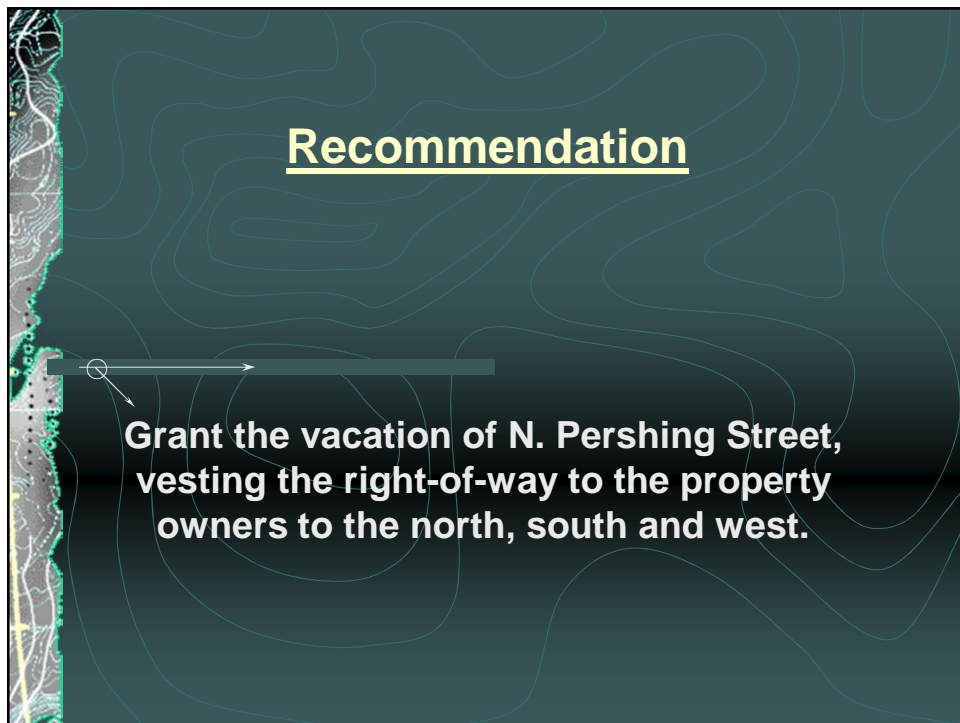 Recommendation
Grant the vacation of N. Pershing Street,
vesting the right-of-way to the property
owners to the north, south and west.